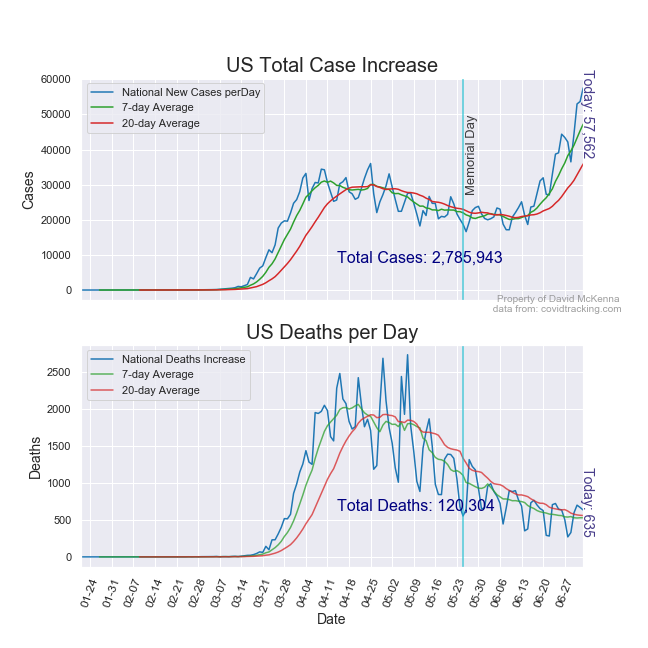 US Total Case Increase
60000
50000
40000
30000
20000
10000
0
Cases
National New Cases perDay
7-day Average
20-day Average
Memorial Day
Today: 57,562
Total Cases: 2,785,943
Property of David McKenna
data from: covidtracking.com
US Deaths per Day
2500
2000
1500
1000
500
0
Deaths
National Deaths Increase
7-day Average
20-day Average
Total Deaths: 120,304
Today: 635
01-24
01-31
02-07
02-14
02-21
02-28
03-07
03-14
03-21
03-28
04-04
04-11
04-18
04-25
05-02
05-09
05-16
05-23
05-30
06-06
06-13
06-20
06-27
Date